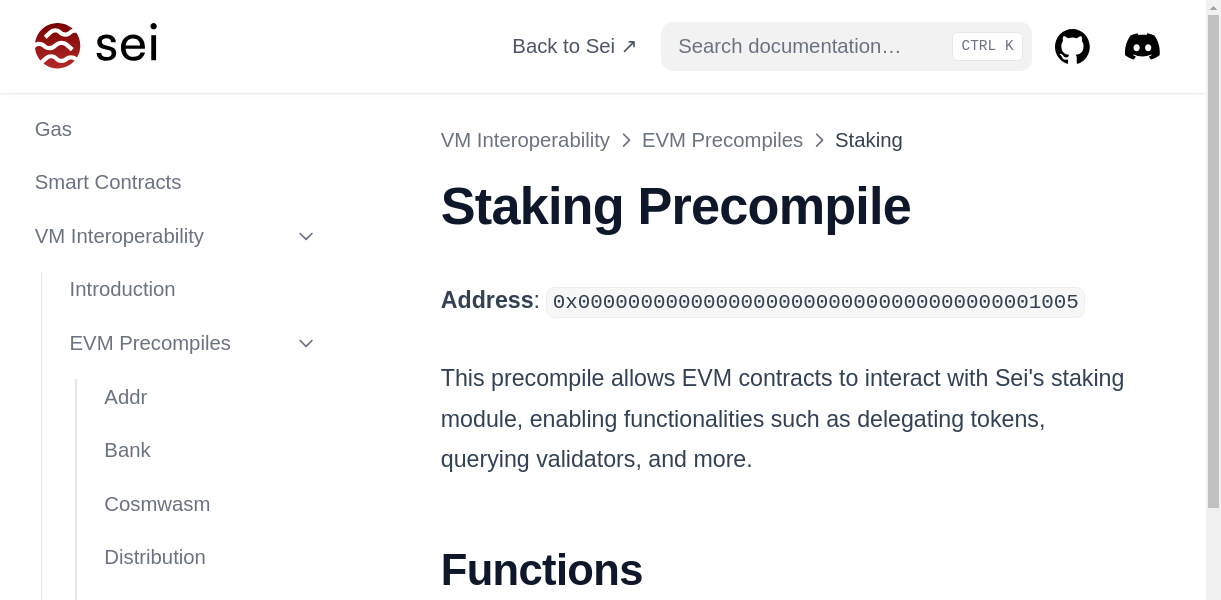 sei
Back to Sei ↗
Search documentation…
CTRL K
Gas
Smart Contracts
VM Interoperability
Introduction
EVM Precompiles
Addr
Bank
Cosmwasm
Distribution
VM Interoperability > EVM Precompiles > Staking
Staking Precompile
Address: 0x0000000000000000000000000000000000001005
This precompile allows EVM contracts to interact with Sei's staking
module, enabling functionalities such as delegating tokens,
querying validators, and more.
Functions